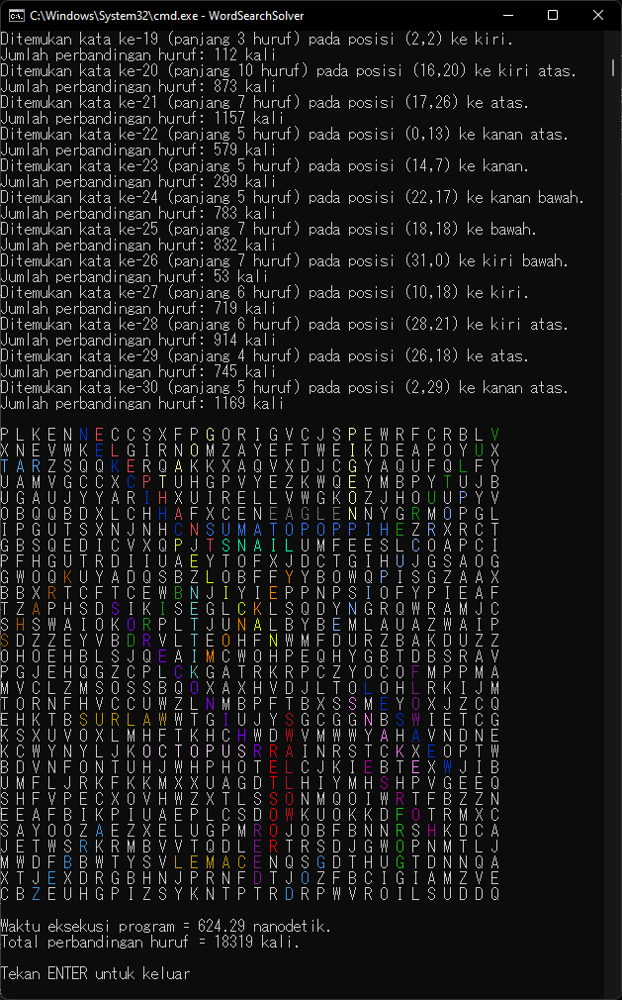 C:\Windows\System32\cmd.exe - WordSearchSolver
Ditemukan kata ke-19 (panjang 3 huruf) pada posisi (2,2) ke kiri.
Jumlah perbandingan huruf: 112 kali
Ditemukan kata ke-20 (panjang 10 huruf) pada posisi (16,20) ke kiri atas.
Jumlah perbandingan huruf: 873 kali
Ditemukan kata ke-21 (panjang 7 huruf) pada posisi (17,26) ke atas.
Jumlah perbandingan huruf: 1157 kali
Ditemukan kata ke-22 (panjang 5 huruf) pada posisi (0,13) ke kanan atas.
Jumlah perbandingan huruf: 579 kali
Ditemukan kata ke-23 (panjang 5 huruf) pada posisi (14,7) ke kanan.
Jumlah perbandingan huruf: 299 kali
Ditemukan kata ke-24 (panjang 5 huruf) pada posisi (22,17) ke kanan bawah.
Jumlah perbandingan huruf: 783 kali
Ditemukan kata ke-25 (panjang 7 huruf) pada posisi (18,18) ke bawah.
Jumlah perbandingan huruf: 832 kali
Ditemukan kata ke-26 (panjang 7 huruf) pada posisi (31,0) ke kiri bawah.
Jumlah perbandingan huruf: 53 kali
Ditemukan kata ke-27 (panjang 6 huruf) pada posisi (10,18) ke kiri.
Jumlah perbandingan huruf: 719 kali
Ditemukan kata ke-28 (panjang 6 huruf) pada posisi (28,21) ke kiri atas.
Jumlah perbandingan huruf: 914 kali
Ditemukan kata ke-29 (panjang 4 huruf) pada posisi (26,18) ke atas.
Jumlah perbandingan huruf: 745 kali
Ditemukan kata ke-30 (panjang 5 huruf) pada posisi (2,29) ke kanan atas.
Jumlah perbandingan huruf: 1169 kali
P L K E N N E C C S X F P G O R I G V C J S P E W R F C R B L V
X N E V W K E L G I R N O M Z A Y E F T W E I K D E A P O Y U X
T A R Z S Q Q K E R Q A K K X A Q V X D J C G Y A Q U F Q L F Y
U A M V G C C X C P T U H G P V Y E Z K W Q E Y M B P Y T U J B
U G A U J Y Y A R I H X U I R E L L V W G K O Z J H O U U P Y V
O B Q Q B D X L C H H A F X C E N E A G L E N N Y G R M O P G L
I P G U T S X N J N H C N S U M A T O P O P P I H E Z R X R C T
G B S Q E D I C V X Q P J T S N A I L U M F E E S L C O A P C I
P F H G U T R D I I U A E Y T O F X J D C T G I H U J G S A O G
G W O Q K U Y A D Q S B Z L O B F F Y Y B O W Q P I S G Z A A X
B B X R T C F T C E W B N J I Y I E P P N P S I O F Y P I E A F
T Z A P H S D S I K I S E G L C K L S Q D Y N G R Q W R A M J C
S H S W A I O K O R P L T J U N A L B Y B E M L A U A Z W A I P
S D Z Z E Y V B D R V L T E O H F N W M F D U R Z B A K Z D O U
O H O E H B L S J Q E A I M C W O H P E Q H Y G B T D B S R A V
P G J E H Q G Z C P L C K G A T R K R P C Z Y O C O F M P P M A
M V C L Z M S O S S B Q O X A X H V D J L T O L O H L R K I J M
T O R N F H V C C U W Z L N M B P F T B X S S M E Y O X J Z C Q
E H K T B S U R L A W W T G I U J Y S G C G G N B S W I E T C G
K S X U V O X L M H F T K H C H W D W V M W W Y A H A V N D N E
K C W Y N Y L J K O C T O P U S R R A I N R S T C K X E O P T W
B D V N F O N T U H J W H P H O T E L C J K I E B T E X W J I B
U M F L J R K F K K M X X U A G D T L H I Y M H S H P V G E E Q
S H F V P E C X O V H W Z X T L S S O N M Q O I W R T F B Z Z N
E E A F B I K P I U A E P L C S D O W K U O K K D F O T R M X C
S A Y O O Z A E Z X E L U G P M R O J O B F B N N R S H K D C A
J E T W S R K R M B V V T Q D L E R T R S D J G W O P N M T L J
M W D F B B W T Y S V L E M A C E N Q S G D T H U G T D N N Q A
X T J E X D R G B H N J P R N F D T J O Z F B C I G I A M Z V E
C B Z E U H G P I Z S Y K N T P T R D R P W V R O I L S U D D Q
Waktu eksekusi program = 624.29 nanodetik.
Total perbandingan huruf = 18319 kali.
Tekan ENTER untuk keluar